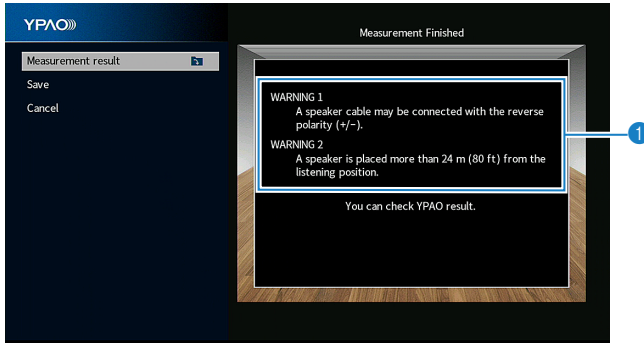 YPAO
Measurement Finished
Measurement result
Save
Cancel
WARNING 1
A speaker cable may be connected with the reverse
polarity (+/-).
WARNING 2
A speaker is placed more than 24 m (80 ft) from the
listening position.
You can check YPAO result.
1